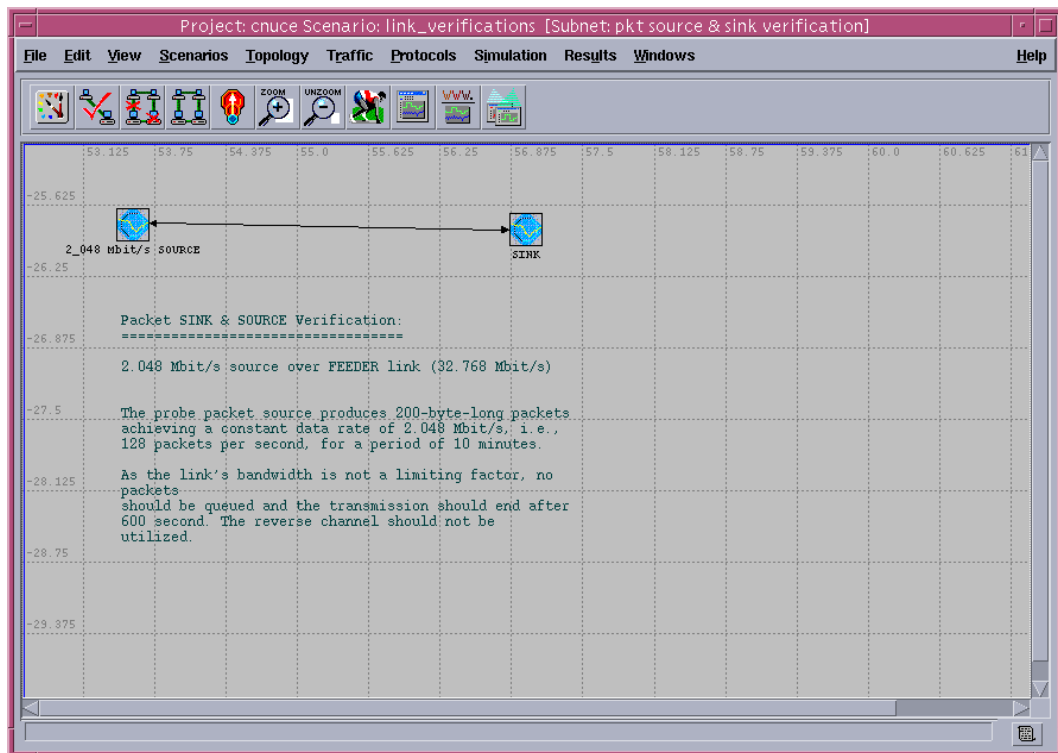 Project: cnuce Scenario: link_verifications [Subnet: pkt source & sink verification]
File Edit View Scenarios Topology Traffic Protocols Simulation Results Windows Help
ZOOM UNZOOM
53.125 53.75 54.375 55.0 55.625 56.25 56.875 57.5 58.125 58.75 59.375 60.0 60.625 61
-25.625
2_048 Mbit/s SOURCE SINK
-26.25
Packet SINK & SOURCE Verification:
-26.875
==================================
2.048 Mbit/s source over FEEDER link (32.768 Mbit/s)
-27.5
The probe packet source produces 200-byte-long packets
achieving a constant data rate of 2.048 Mbit/s, i.e.,
128 packets per second, for a period of 10 minutes.
As the link's bandwidth is not a limiting factor, no
-28.125
packets
should be queued and the transmission should end after
600 second. The reverse channel should not be
utilized.
-28.75
-29.375